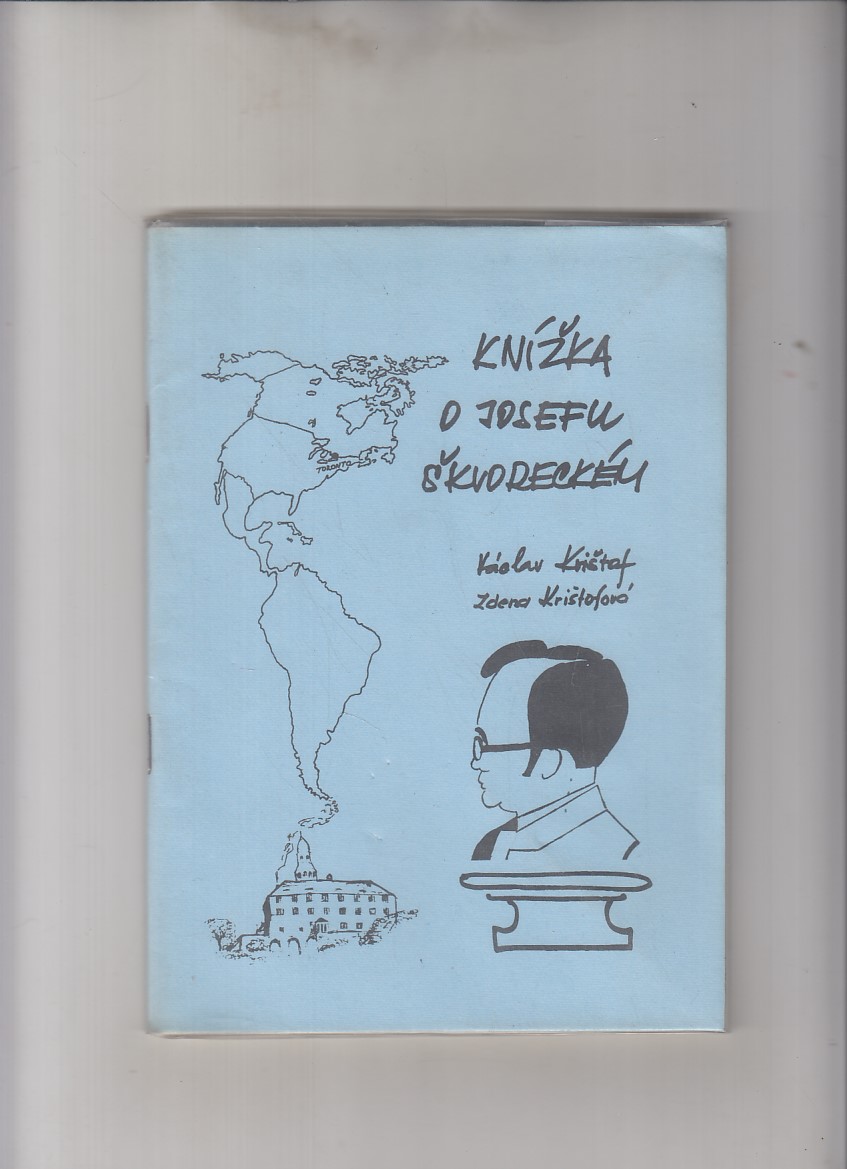 KNÍŽKA
O JOSEFU
ŠKVORECKÉM
Václav Krištof
Zdena Krištofová
TORONTO